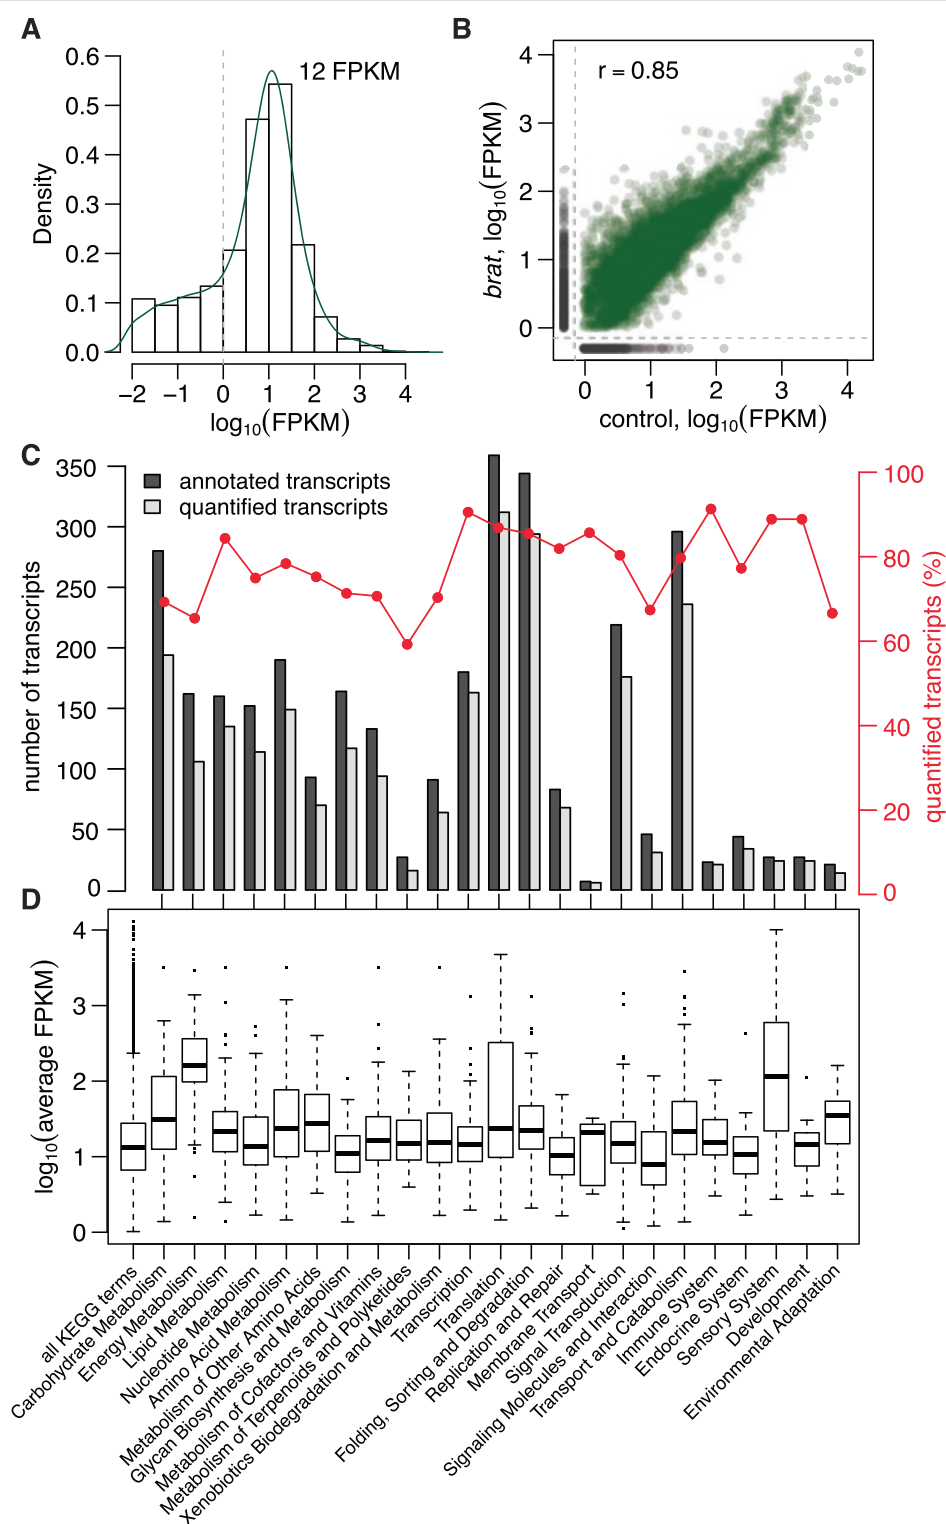 A
0.6
0.5
0.4
0.3
0.2
0.1
0.0
Density
12 FPKM
−2 −1 0 1 2 3 4
log10(FPKM)
B
4
3
2
1
0
brat, log10(FPKM)
r = 0.85
0 1 2 3 4
control, log10(FPKM)
C
350
300
250
200
150
100
50
0
number of transcripts
annotated transcripts
quantified transcripts
100
80
60
40
20
0
quantified transcripts (%)
D
4
3
2
1
0
log10(average FPKM)
all KEGG terms
Carbohydrate Metabolism
Energy Metabolism
Lipid Metabolism
Nucleotide Metabolism
Amino Acid Metabolism
Metabolism of Other Amino Acids
Glycan Biosynthesis and Metabolism
Metabolism of Cofactors and Vitamins
Metabolism of Terpenoids and Polyketides
Xenobiotics Biodegradation and Metabolism
Transcription
Translation
Folding, Sorting and Degradation
Replication and Repair
Membrane Transport
Signal Transduction
Signaling Molecules and Interaction
Transport and Catabolism
Immune System
Endocrine System
Sensory System
Development
Environmental Adaptation